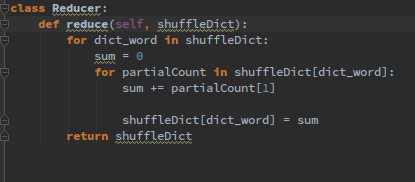 class Reducer:
    def reduce(self, shuffleDict):
        for dict_word in shuffleDict:
            sum = 0
            for partialCount in shuffleDict[dict_word]:
                sum += partialCount[1]

                shuffleDict[dict_word] = sum
        return shuffleDict